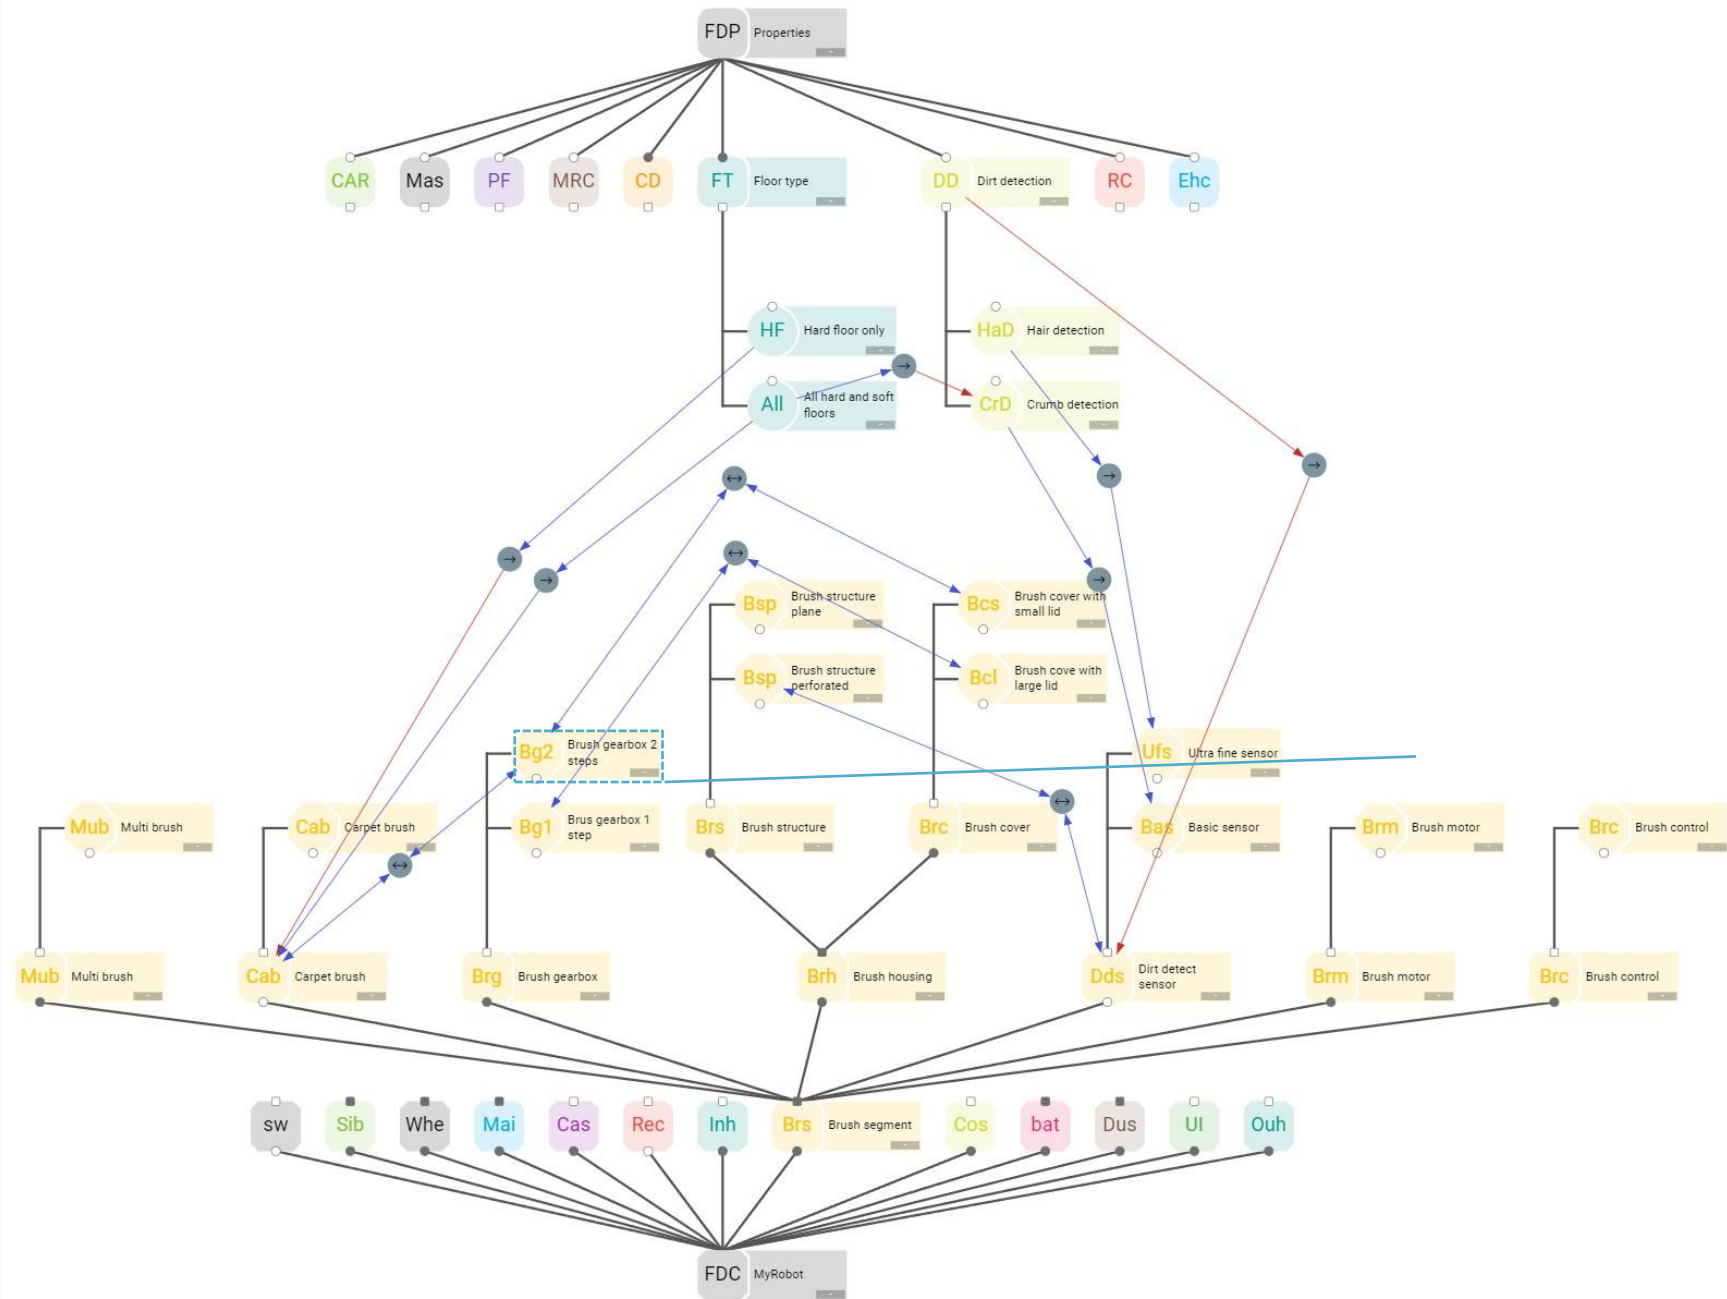 FDP Properties
CAR Mas PF MRC CD FT Floor type DD Dirt detection RC Ehc
HF Hard floor only HaD Hair detection
All All hard and soft
floors
CrD Crumb detection
Bsp Brush structure
plane
Bcs Brush cover with
small lid
Bsp Brush structure
perforated
Bcl Brush cove with
large lid
Bg2 Brush gearbox 2
steps
Ufs Ultra fine sensor
Mub Multi brush Cab Carpet brush
Bg1 Brus gearbox 1
step
Brs Brush structure Brc Brush cover Bas Basic sensor Brm Brush motor Brc Brush control
Mub Multi brush Cab Carpet brush Brg Brush gearbox Brh Brush housing
Dds Dirt detect
sensor
Brm Brush motor Brc Brush control
sw Sib Whe Mai Cas Rec Inh Brs Brush segment Cos bat Dus UI Ouh
FDC MyRobot